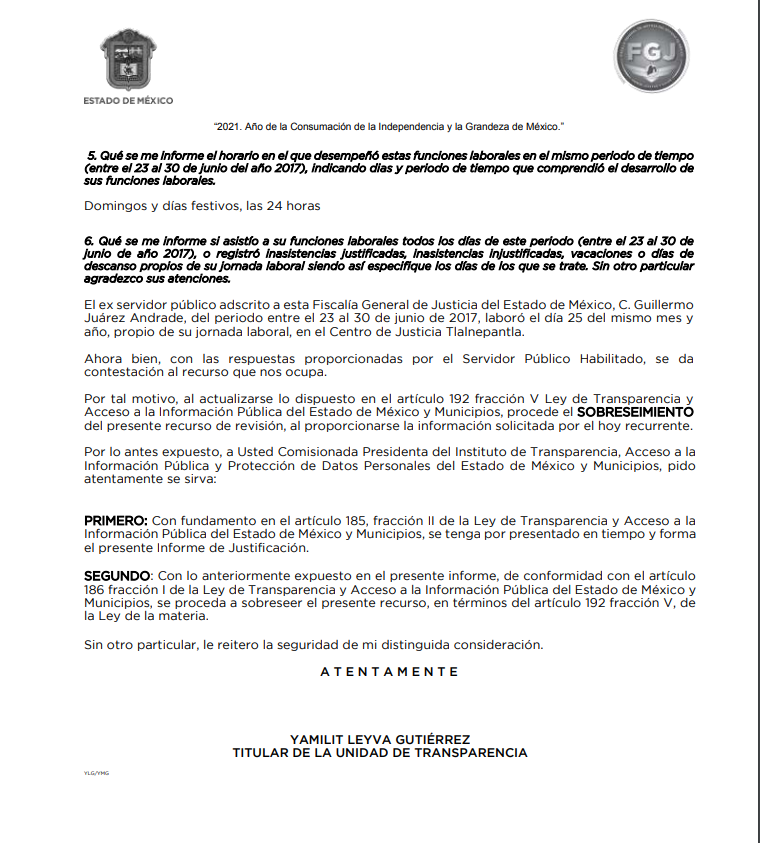 ESTADO DE MÉXICO
FGJ
"2021. Año de la Consumación de la Independencia y la Grandeza de México."
5. Qué se me informe el horario en el que desempeñó estas funciones laborales en el mismo periodo de tiempo
(entre el 23 al 30 de junio del año 2017), indicando dias y periodo de tiempo que comprendió el desarrollo de
sus funciones laborales.
Domingos y días festivos, las 24 horas
6. Qué se me informe si asistío a su funciones laborales todos los días de este periodo (entre el 23 al 30 de
junio de año 2017), o registró inasistencias justificadas, inasistencias injustificadas, vacaciones o días de
descanso propios de su jornada laboral siendo así especifique los días de los que se trate. Sin otro particular
agradezco sus atenciones.
El ex servidor público adscrito a esta Fiscalía General de Justicia del Estado de México, C. Guillermo
Juárez Andrade, del periodo entre el 23 al 30 de junio de 2017, laboró el día 25 del mismo mes y
año, propio de su jornada laboral, en el Centro de Justicia Tlalnepantla.
Ahora bien, con las respuestas proporcionadas por el Servidor Público Habilitado, se da
contestación al recurso que nos ocupa.
Por tal motivo, al actualizarse lo dispuesto en el artículo 192 fracción V Ley de Transparencia y
Acceso a la Información Pública del Estado de México y Municipios, procede el SOBRESEIMIENTO
del presente recurso de revisión, al proporcionarse la información solicitada por el hoy recurrente.
Por lo antes expuesto, a Usted Comisionada Presidenta del Instituto de Transparencia, Acceso a la
Información Pública y Protección de Datos Personales del Estado de México y Municipios, pido
atentamente se sirva:
PRIMERO: Con fundamento en el artículo 185, fracción II de la Ley de Transparencia y Acceso a la
Información Pública del Estado de México y Municipios, se tenga por presentado en tiempo y forma
el presente Informe de Justificación.
SEGUNDO: Con lo anteriormente expuesto en el presente informe, de conformidad con el artículo
186 fracción I de la Ley de Transparencia y Acceso a la Información Pública del Estado de México y
Municipios, se proceda a sobreseer el presente recurso, en términos del artículo 192 fracción V, de
la Ley de la materia.
Sin otro particular, le reitero la seguridad de mi distinguida consideración.
A T E N T A M E N T E
YAMILIT LEYVA GUTIÉRREZ
TITULAR DE LA UNIDAD DE TRANSPARENCIA
YLG/YMG